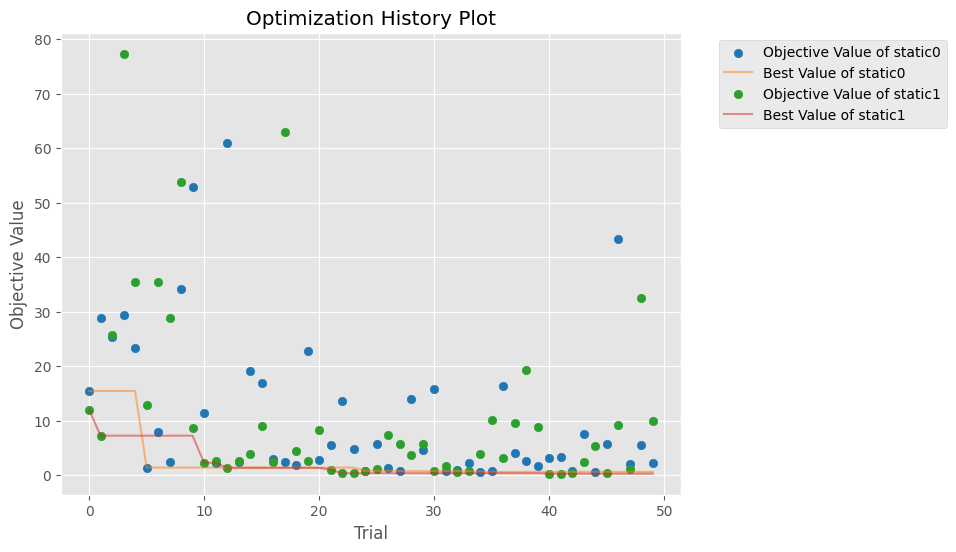 Optimization History Plot
Objective Value of static0
Best Value of static0
Objective Value of static1
Best Value of static1
80
70
60
50
40
30
20
10
0
Objective Value
0 10 20 30 40 50
Trial